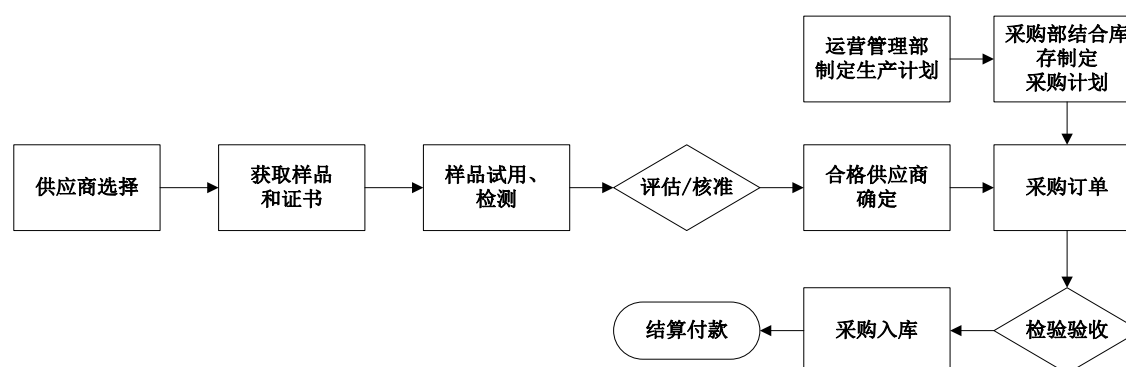 运营管理部
制定生产计划
采购部结合库
存制定
采购计划
供应商选择
获取样品
和证书
样品试用、
检测
评估/核准
合格供应商
确定
采购订单
结算付款
采购入库
检验验收